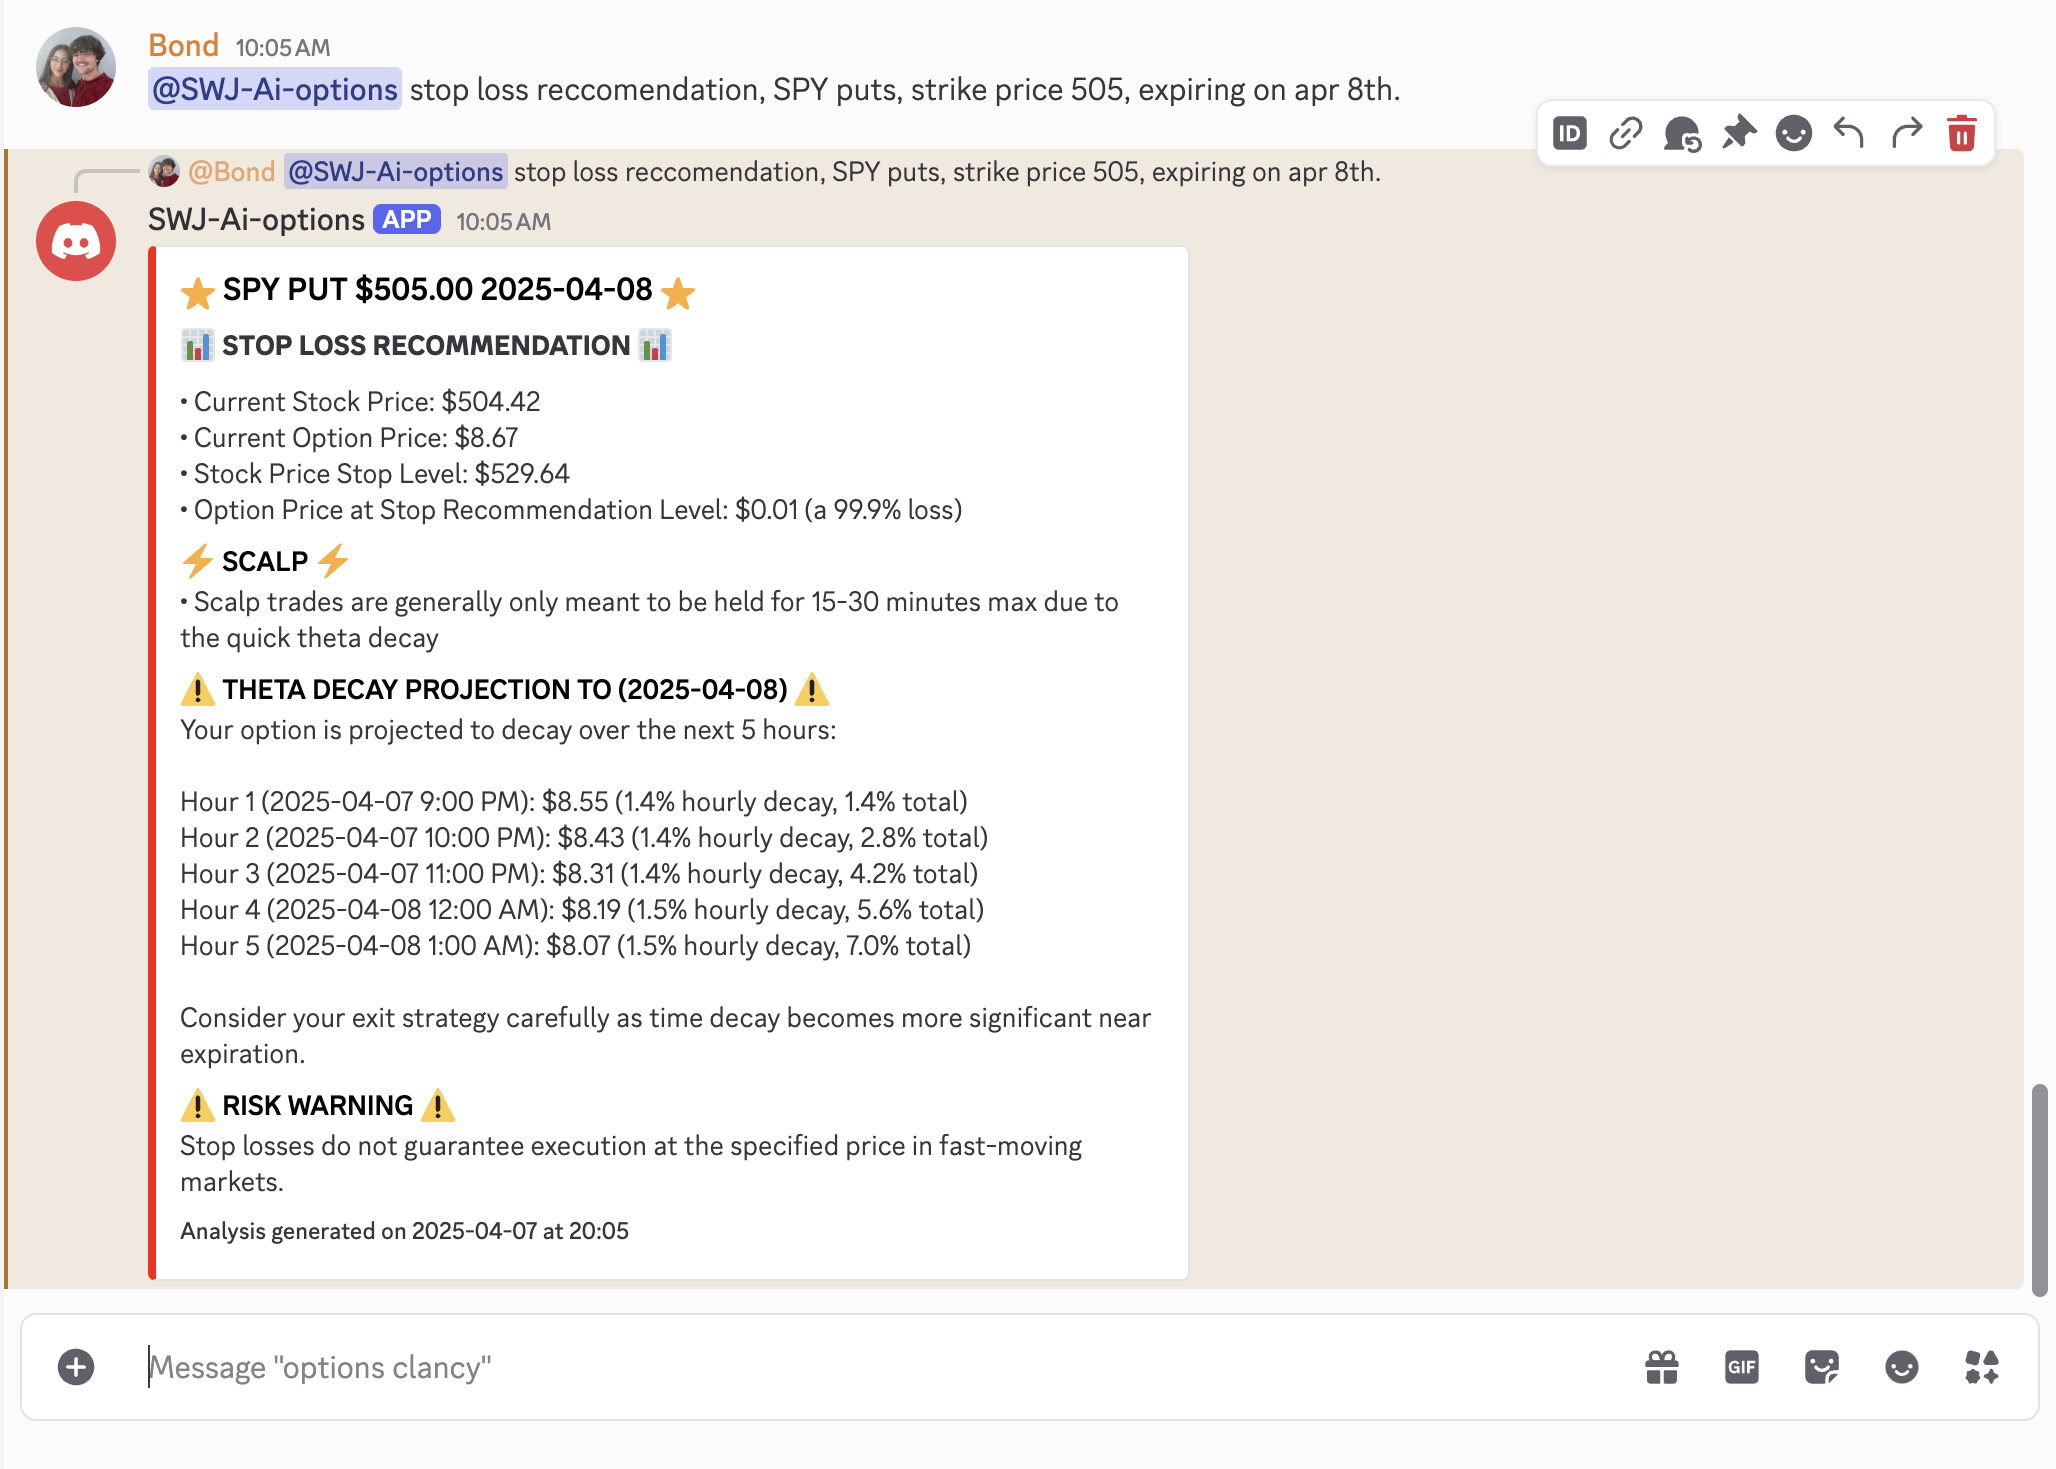 Bond 10:05 AM
@SWJ-Ai-options stop loss reccomendation, SPY puts, strike price 505, expiring on apr 8th.
ID
@Bond @SWJ-Ai-options stop loss reccomendation, SPY puts, strike price 505, expiring on apr 8th.
SWJ-Ai-options APP 10:05 AM
⭐ SPY PUT $505.00 2025-04-08 ⭐
📊 STOP LOSS RECOMMENDATION 📊
• Current Stock Price: $504.42
• Current Option Price: $8.67
• Stock Price Stop Level: $529.64
• Option Price at Stop Recommendation Level: $0.01 (a 99.9% loss)
⚡ SCALP ⚡
• Scalp trades are generally only meant to be held for 15-30 minutes max due to
the quick theta decay
⚠️ THETA DECAY PROJECTION TO (2025-04-08) ⚠️
Your option is projected to decay over the next 5 hours:
Hour 1 (2025-04-07 9:00 PM): $8.55 (1.4% hourly decay, 1.4% total)
Hour 2 (2025-04-07 10:00 PM): $8.43 (1.4% hourly decay, 2.8% total)
Hour 3 (2025-04-07 11:00 PM): $8.31 (1.4% hourly decay, 4.2% total)
Hour 4 (2025-04-08 12:00 AM): $8.19 (1.5% hourly decay, 5.6% total)
Hour 5 (2025-04-08 1:00 AM): $8.07 (1.5% hourly decay, 7.0% total)
Consider your exit strategy carefully as time decay becomes more significant near
expiration.
⚠️ RISK WARNING ⚠️
Stop losses do not guarantee execution at the specified price in fast-moving
markets.
Analysis generated on 2025-04-07 at 20:05
Message "options clancy"
GIF